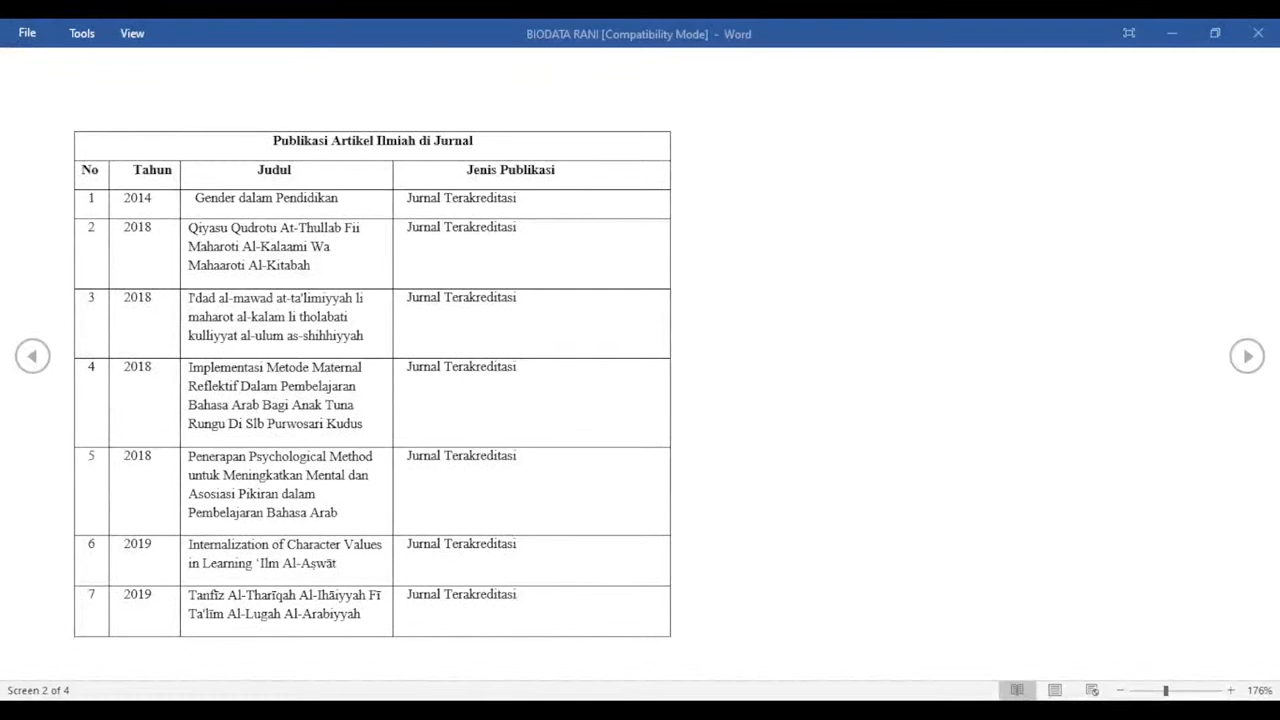 File Tools View BIODATA RANI [Compatibility Mode] - Word
Publikasi Artikel Ilmiah di Jurnal
No Tahun Judul Jenis Publikasi
1 2014 Gender dalam Pendidikan Jurnal Terakreditasi
2 2018 Qiyasu Qudrotu At-Thullab Fii Jurnal Terakreditasi
Maharoti Al-Kalaami Wa
Mahaaroti Al-Kitabah
3 2018 I'dad al-mawad at-ta'limiyyah li Jurnal Terakreditasi
maharot al-kalam li tholabati
kulliyyat al-ulum as-shihhiyyah
4 2018 Implementasi Metode Maternal Jurnal Terakreditasi
Reflektif Dalam Pembelajaran
Bahasa Arab Bagi Anak Tuna
Rungu Di Slb Purwosari Kudus
5 2018 Penerapan Psychological Method Jurnal Terakreditasi
untuk Meningkatkan Mental dan
Asosiasi Pikiran dalam
Pembelajaran Bahasa Arab
6 2019 Internalization of Character Values Jurnal Terakreditasi
in Learning ‘Ilm Al-Aṣwāt
7 2019 Tanfīz Al-Tharīqah Al-Ihāiyyah Fī Jurnal Terakreditasi
Ta'līm Al-Lugah Al-Arabiyyah
Screen 2 of 4 176%